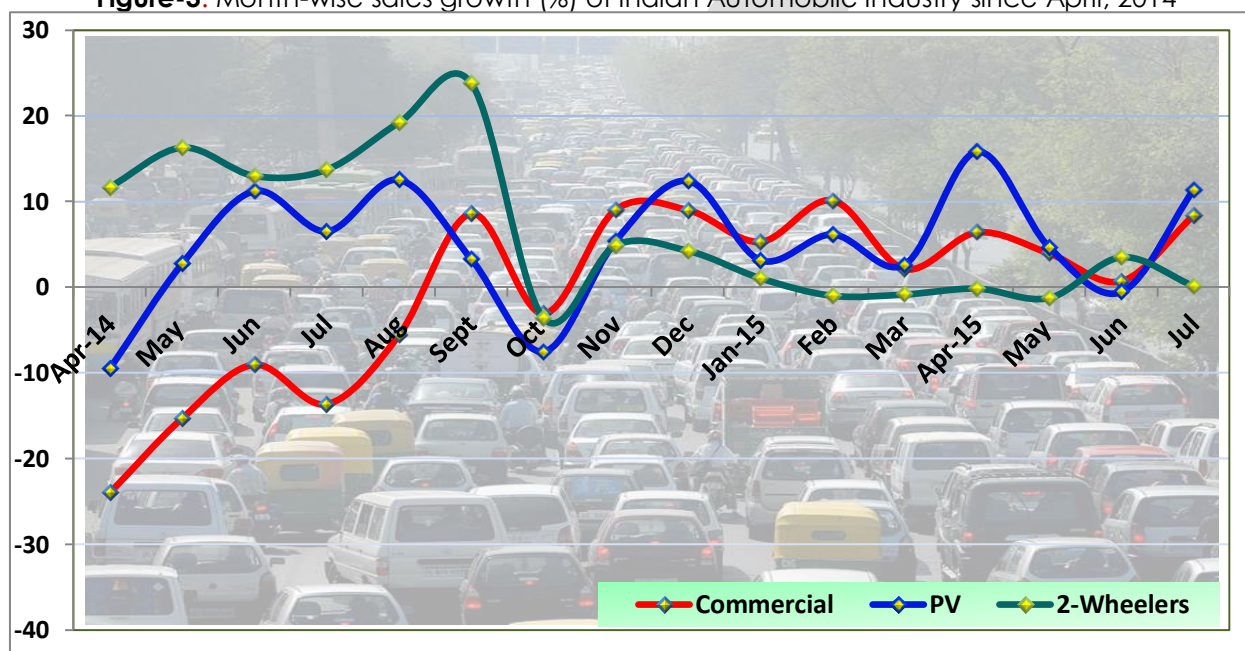 Figure-3: Month-wise sales growth (%) of Indian Automobile Industry since April, 2014
30
20
10
0
-10
-20
-30
-40
Apr-14 May Jun Jul Aug Sept Oct Nov Dec Jan-15 Feb Mar Apr-15 May Jun Jul
Commercial PV 2-Wheelers